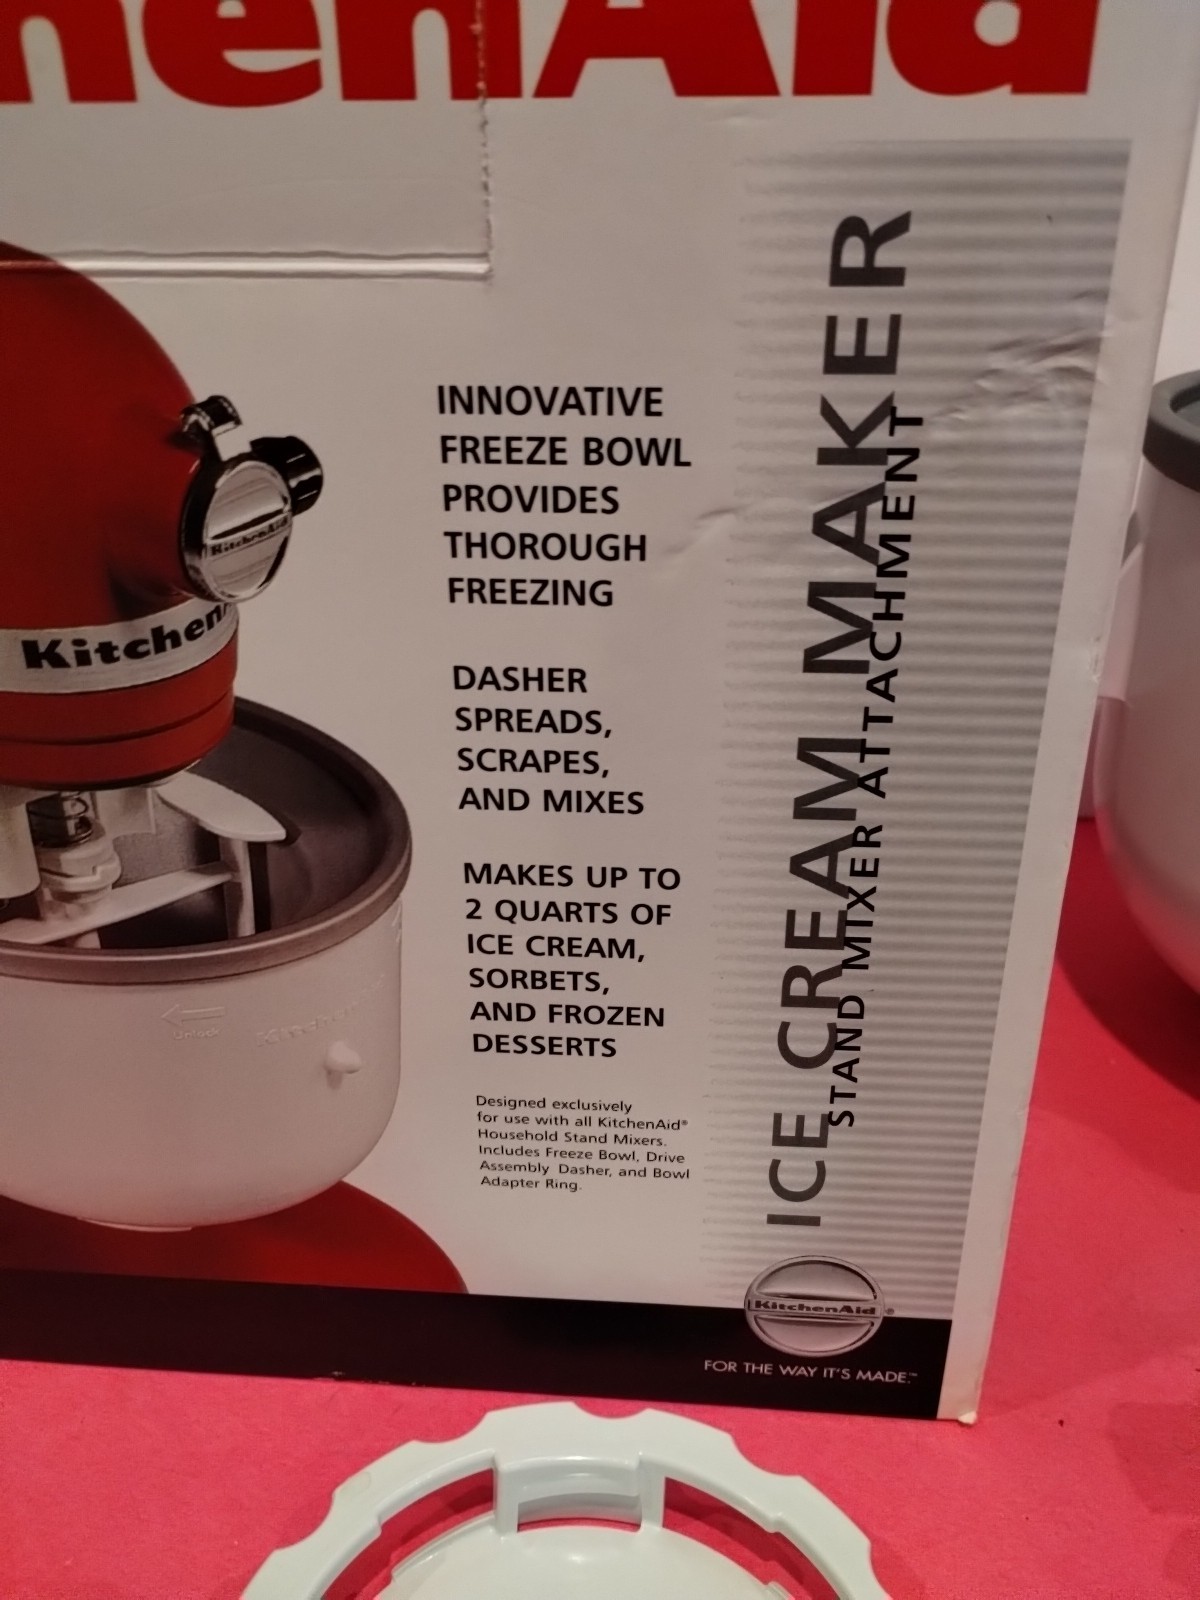 henAid
INNOVATIVE
FREEZE BOWL
PROVIDES
THOROUGH
FREEZING
DASHER
SPREADS,
SCRAPES,
AND MIXES
MAKES UP TO
2 QUARTS OF
ICE CREAM,
SORBETS,
AND FROZEN
DESSERTS
Designed exclusively
for use with all KitchenAid®
Household Stand Mixers.
Includes Freeze Bowl, Drive
Assembly Dasher, and Bowl
Adapter Ring.
ICE CREAM MAKER
STAND MIXER ATTACHMENT
KitchenAid
KitchenA
Unlock
KitchenAid®
FOR THE WAY IT'S MADE.™